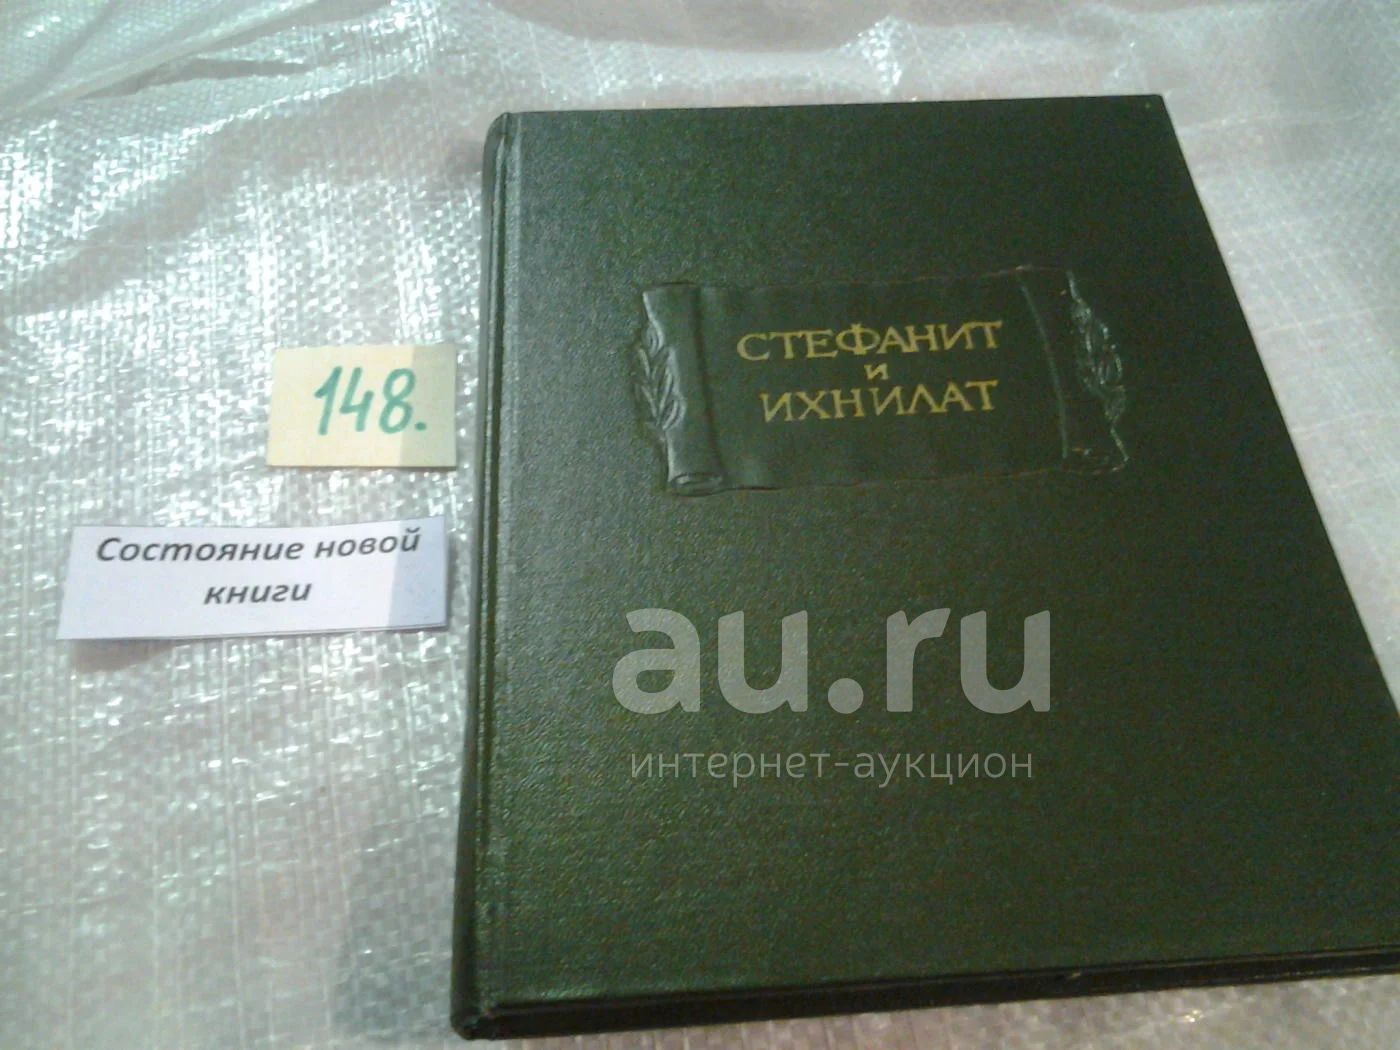 СТЕФАНИТ
и
ИХНИЛАТ
148.
Состояние новой
книги
au.ru
интернет-аукцион